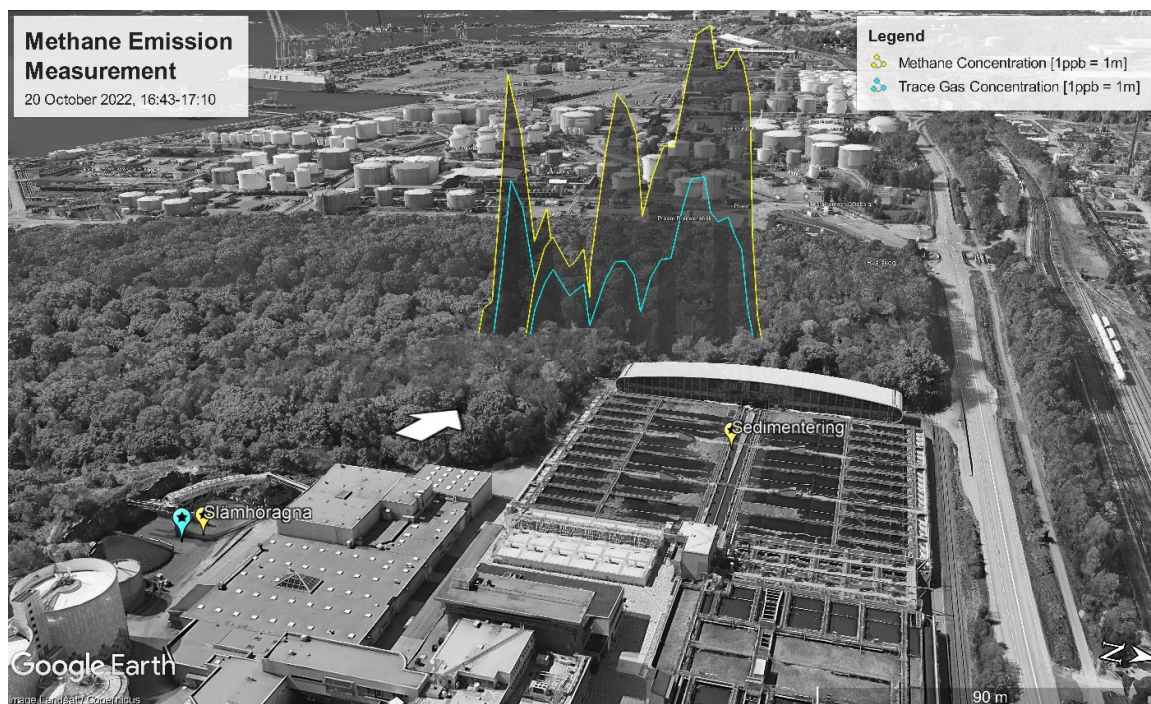 Methane Emission
Measurement
20 October 2022, 16:43-17:10
Legend
Methane Concentration [1ppb = 1m]
Trace Gas Concentration [1ppb = 1m]
Sedimentering
Slamhöragna
Google Earth
Image Landsat / Copernicus
N
90 m